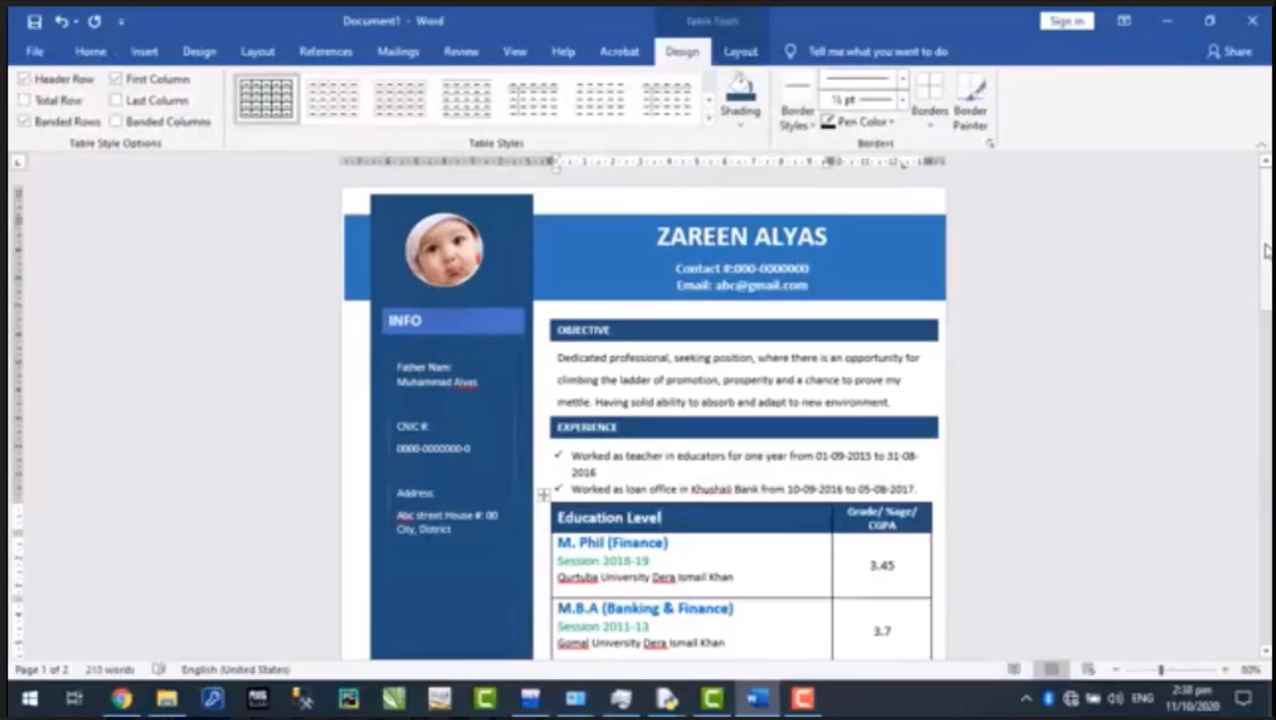 Document1 - Word
Table Tools
Sign in
File Home Insert Design Layout References Mailings Review View Help Acrobat Design Layout Tell me what you want to do Share
Header Row First Column
Total Row Last Column
Banded Rows Banded Columns
Table Style Options
Table Styles
Shading
Border Styles
½ pt
Pen Color
Borders
Border Painter
Borders
ZAREEN ALYAS
Contact #:000-0000000
Email: abc@gmail.com
INFO
Father Nam:
Muhammad Alyas
CNIC #:
0000-0000000-0
Address:
Abc street House #: 00
City, District
OBJECTIVE
Dedicated professional, seeking position, where there is an opportunity for
climbing the ladder of promotion, prosperity and a chance to prove my
mettle. Having solid ability to absorb and adapt to new environment.
EXPERIENCE
✓ Worked as teacher in educators for one year from 01-09-2015 to 31-08-
2016
✓ Worked as loan office in Khushali Bank from 10-09-2016 to 05-08-2017.
Education Level
Grade/ %age/
CGPA
M. Phil (Finance)
Session 2018-19
Qurtuba University Dera Ismail Khan
3.45
M.B.A (Banking & Finance)
Session 2011-13
Gomal University Dera Ismail Khan
3.7
Page 1 of 2 213 words English (United States)
80%
ENG
2:38 pm
11/10/2020